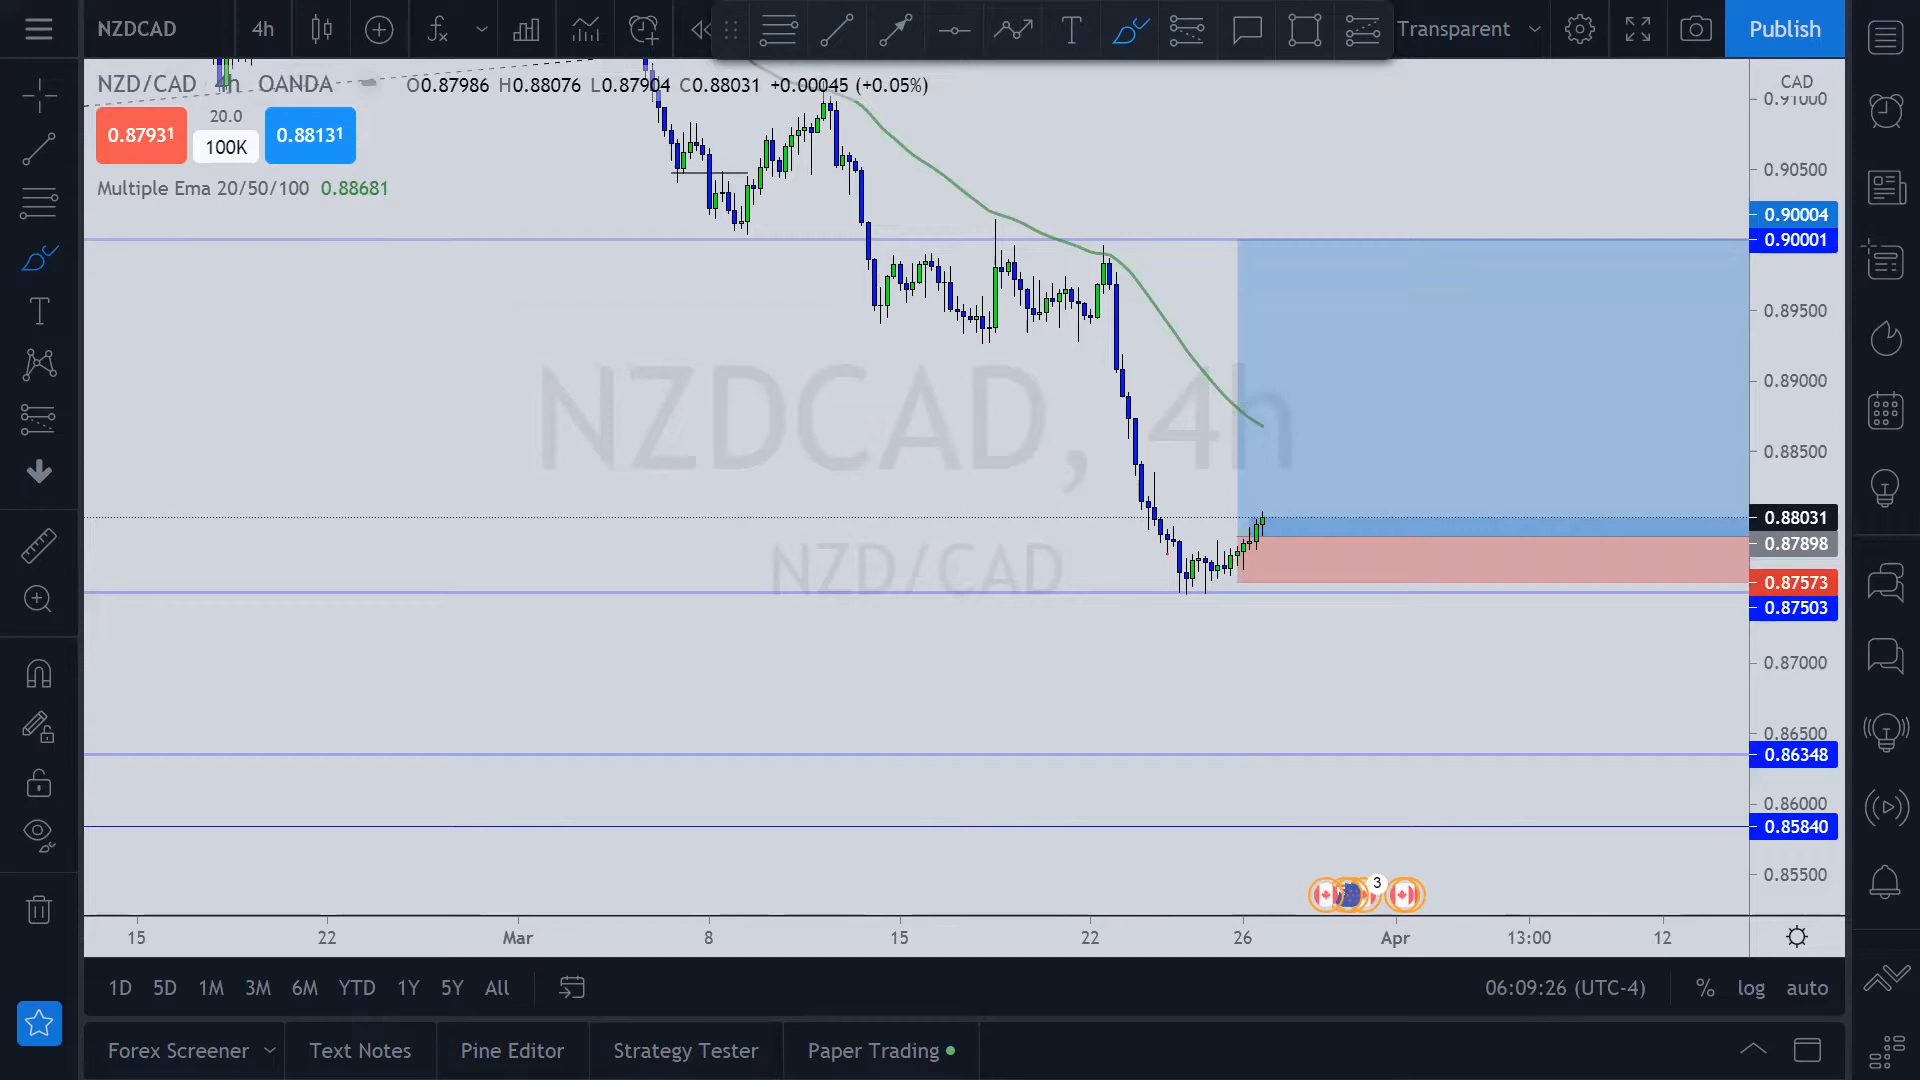 NZDCAD 4h Transparent Publish
NZD/CAD 4h OANDA O0.87986 H0.88076 L0.87904 C0.88031 +0.00045 (+0.05%)
0.87931 20.0 100K 0.88131
Multiple Ema 20/50/100 0.88681
CAD
0.91000
0.90500
0.90004
0.90001
0.89500
0.89000
0.88500
0.88031
0.87898
0.87573
0.87503
0.87000
0.86500
0.86348
0.86000
0.85840
0.85500
NZDCAD, 4h
NZD/CAD
3
15 22 Mar 8 15 22 26 Apr 13:00 12
1D 5D 1M 3M 6M YTD 1Y 5Y All 06:09:26 (UTC-4) % log auto
Forex Screener Text Notes Pine Editor Strategy Tester Paper Trading